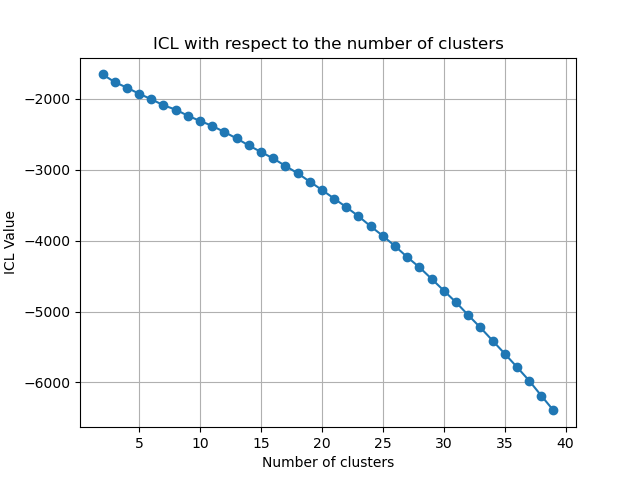 ICL with respect to the number of clusters
−2000
−3000
−4000
−5000
−6000
ICL Value
5 10 15 20 25 30 35 40
Number of clusters